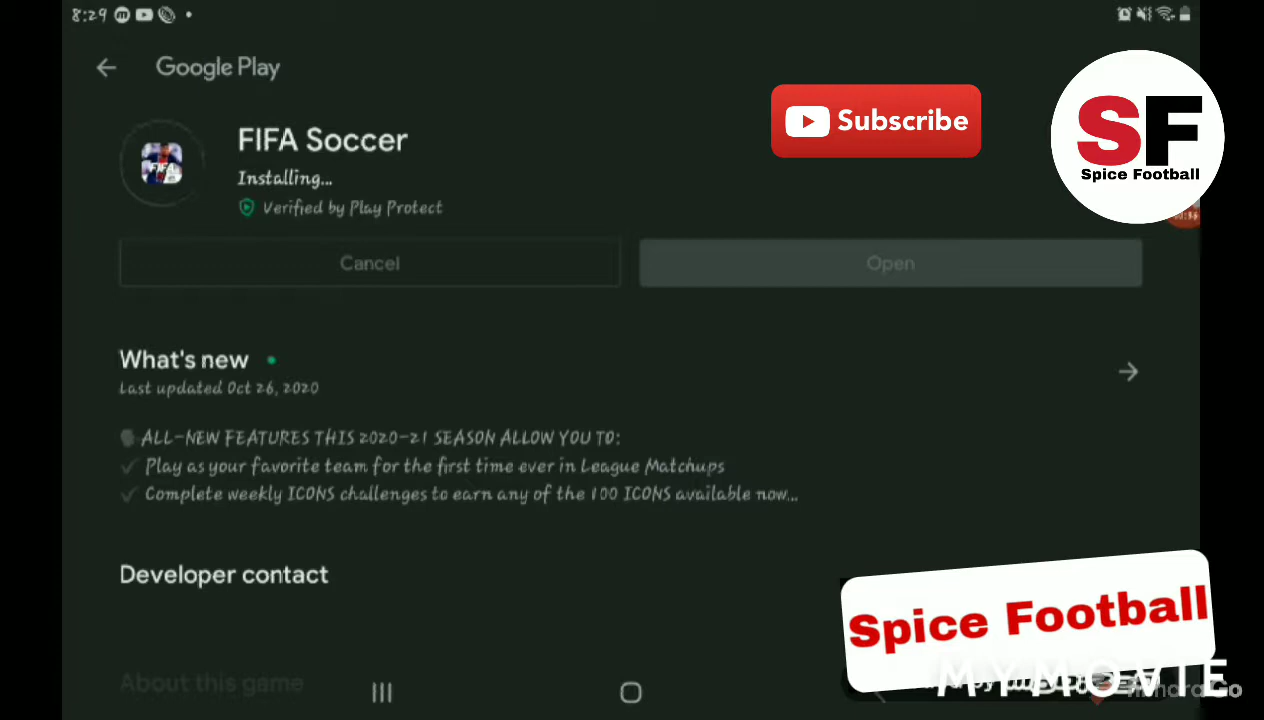 8:29
Google Play
Subscribe
SF
Spice Football
FIFA Soccer
FIFA
Installing...
Verified by Play Protect
Cancel
Open
What's new
Last updated Oct 26, 2020
ALL-NEW FEATURES THIS 2020-21 SEASON ALLOW YOU TO:
✓ Play as your favorite team for the first time ever in League Matchups
✓ Complete weekly ICONS challenges to earn any of the 100 ICONS available now...
Developer contact
Spice Football
About this game
MYMOVIE